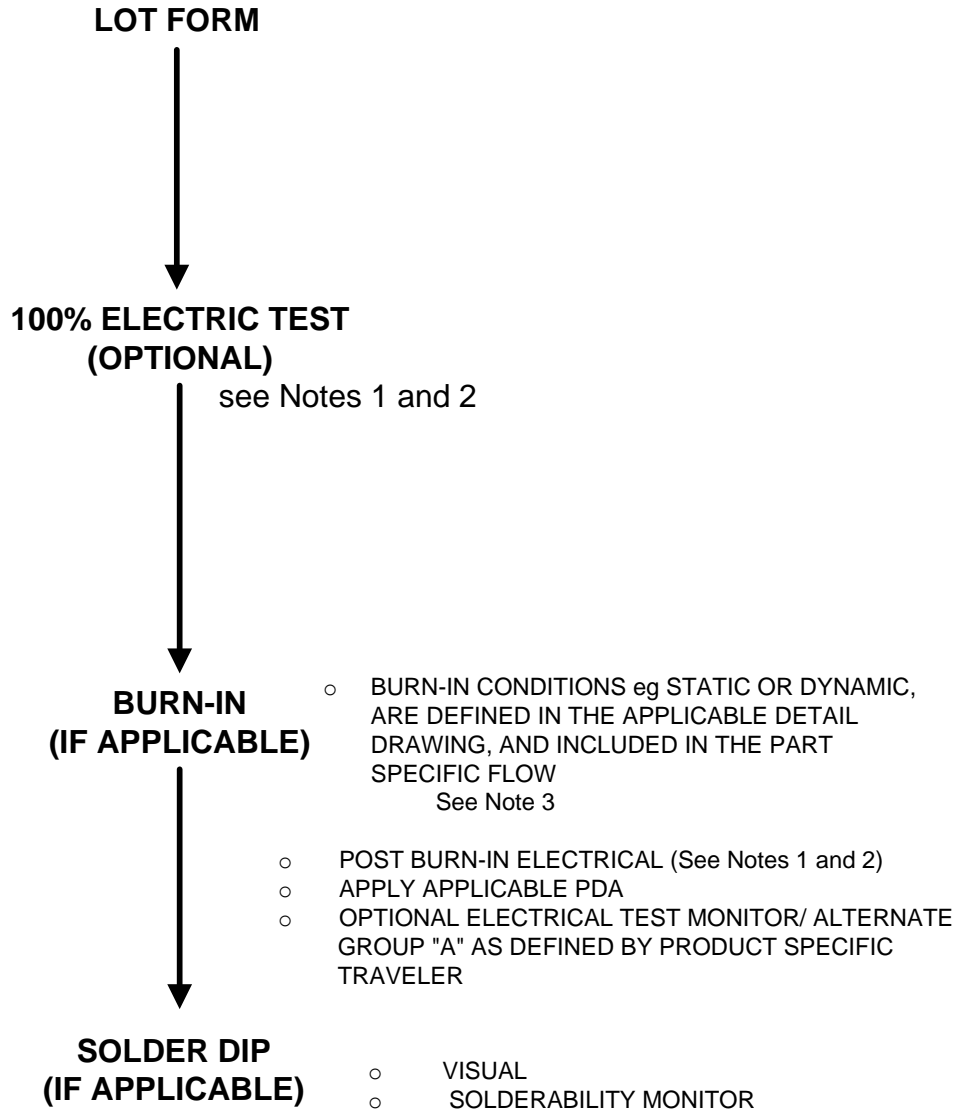 LOT FORM
100% ELECTRIC TEST
(OPTIONAL)
see Notes 1 and 2
BURN-IN
(IF APPLICABLE)
○ BURN-IN CONDITIONS eg STATIC OR DYNAMIC,
ARE DEFINED IN THE APPLICABLE DETAIL
DRAWING, AND INCLUDED IN THE PART
SPECIFIC FLOW
See Note 3
○ POST BURN-IN ELECTRICAL (See Notes 1 and 2)
○ APPLY APPLICABLE PDA
○ OPTIONAL ELECTRICAL TEST MONITOR/ ALTERNATE
GROUP "A" AS DEFINED BY PRODUCT SPECIFIC
TRAVELER
SOLDER DIP
(IF APPLICABLE)
○ VISUAL
○ SOLDERABILITY MONITOR